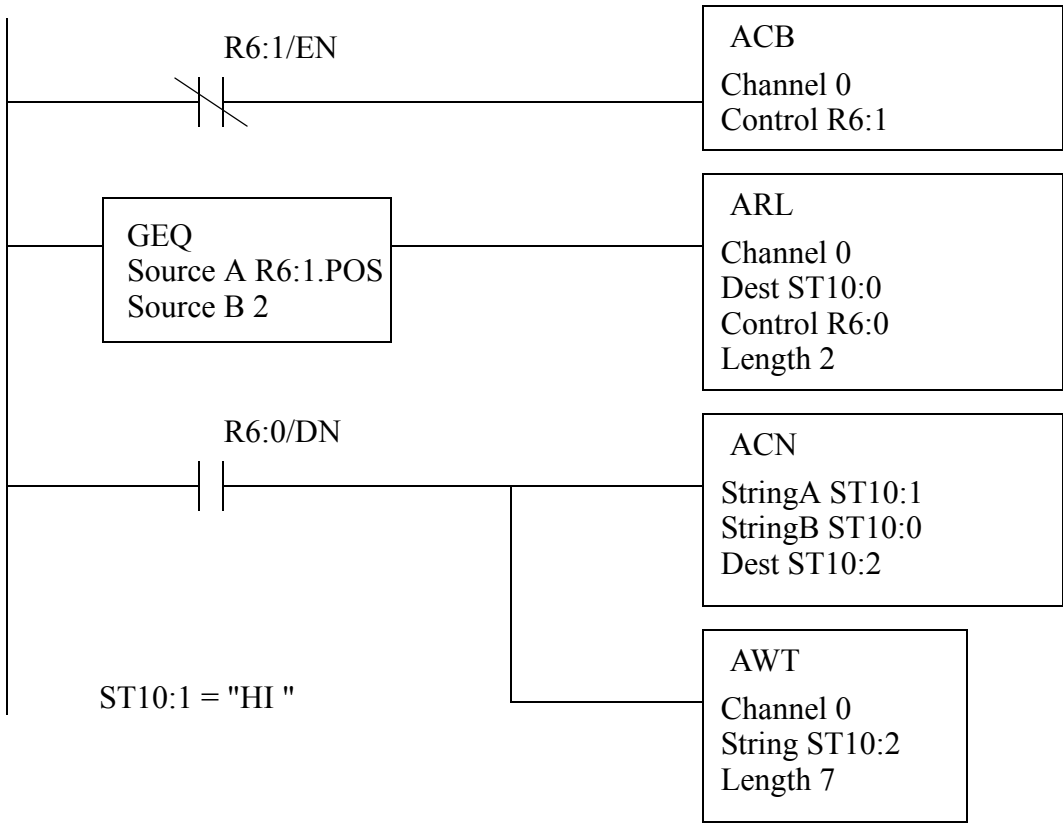 R6:1/EN
ACB
Channel 0
Control R6:1
GEQ
Source A R6:1.POS
Source B 2
ARL
Channel 0
Dest ST10:0
Control R6:0
Length 2
R6:0/DN
ACN
StringA ST10:1
StringB ST10:0
Dest ST10:2
ST10:1 = "HI "
AWT
Channel 0
String ST10:2
Length 7